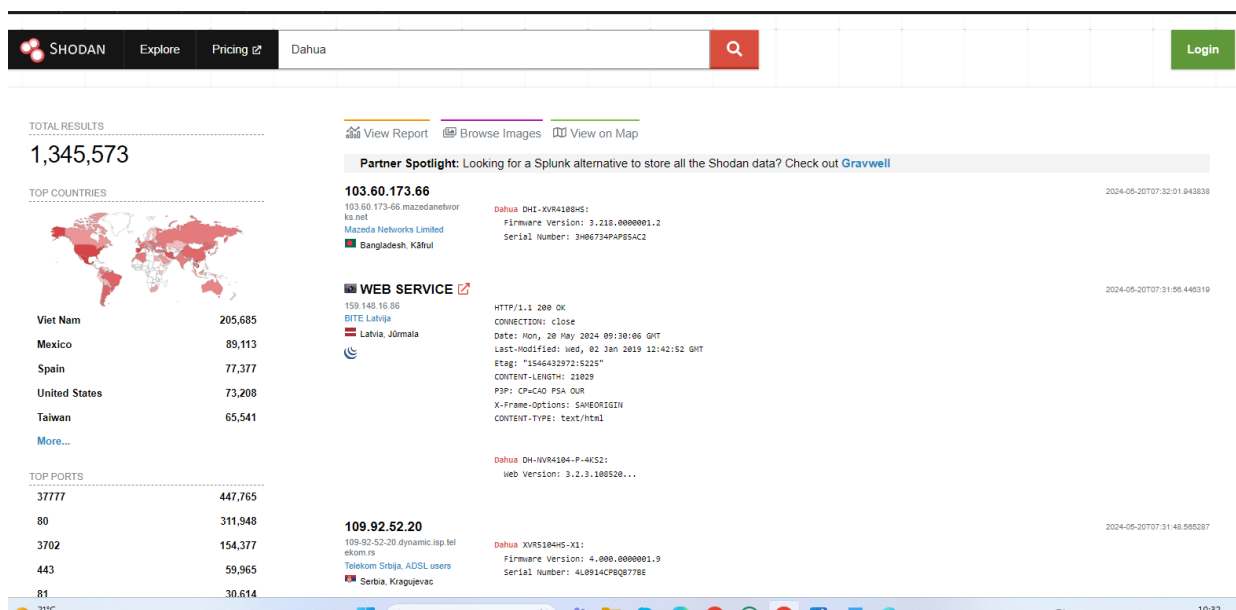 SHODAN Explore Pricing Dahua Login
TOTAL RESULTS
1,345,573
TOP COUNTRIES
Viet Nam 205,685
Mexico 89,113
Spain 77,377
United States 73,208
Taiwan 65,541
More...
TOP PORTS
37777 447,765
80 311,948
3702 154,377
443 59,965
81 30,614
View Report Browse Images View on Map
Partner Spotlight: Looking for a Splunk alternative to store all the Shodan data? Check out Gravwell
103.60.173.66
2024-05-20T07:32:01.943838
103.60.173-66.mazedanetwor
ks.net
Mazeda Networks Limited
Bangladesh, Kāfrul
Dahua DHI-XVR4108HS:
Firmware Version: 3.218.0000001.2
Serial Number: 3H06734PAP85AC2
WEB SERVICE
2024-05-20T07:31:56.446319
159.148.16.86
BITE Latvija
Latvia, Jūrmala
HTTP/1.1 200 OK
CONNECTION: close
Date: Mon, 20 May 2024 09:30:06 GMT
Last-Modified: Wed, 02 Jan 2019 12:42:52 GMT
Etag: "1546432972:5225"
CONTENT-LENGTH: 21029
P3P: CP=CAO PSA OUR
X-Frame-Options: SAMEORIGIN
CONTENT-TYPE: text/html
Dahua DH-NVR4104-P-4KS2:
Web Version: 3.2.3.108520...
109.92.52.20
2024-05-20T07:31:48.565287
109-92-52-20.dynamic.isp.tel
ekom.rs
Telekom Srbija, ADSL users
Serbia, Kragujevac
Dahua XVR5104HS-X1:
Firmware Version: 4.000.0000001.9
Serial Number: 4L0914CPBQB77BE
21°C
10:32